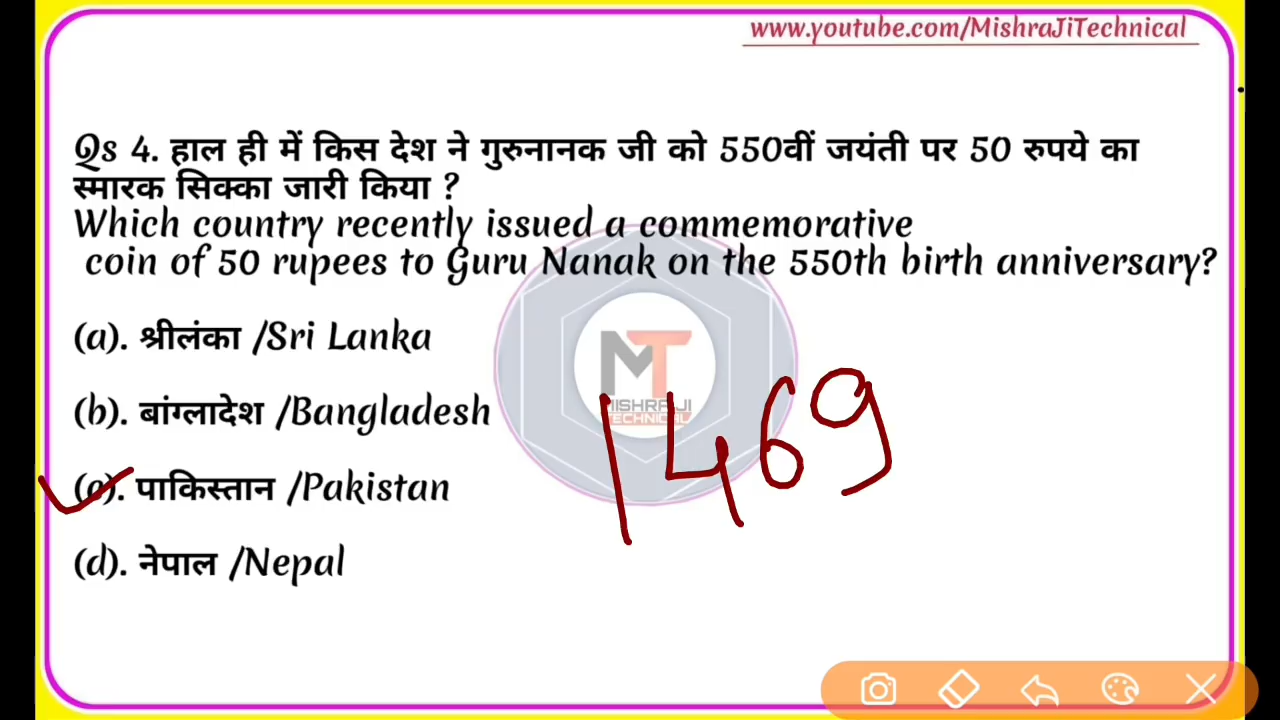 www.youtube.com/MishraJiTechnical
Qs 4. हाल ही में किस देश ने गुरुनानक जी को 550वीं जयंती पर 50 रुपये का
स्मारक सिक्का जारी किया ?
Which country recently issued a commemorative
coin of 50 rupees to Guru Nanak on the 550th birth anniversary?
(a). श्रीलंका /Sri Lanka
MT
(b). बांग्लादेश /Bangladesh
MISHRA JI
TECHNICAL
1469
(c). पाकिस्तान /Pakistan
(d). नेपाल /Nepal